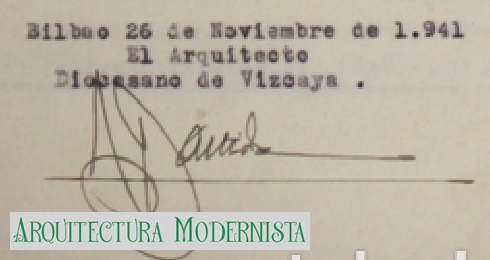 Bilbao 26 de Noviembre de 1.941
El Arquitecto
Diocesano de Vizcaya .
ARQUITECTURA MODERNISTA